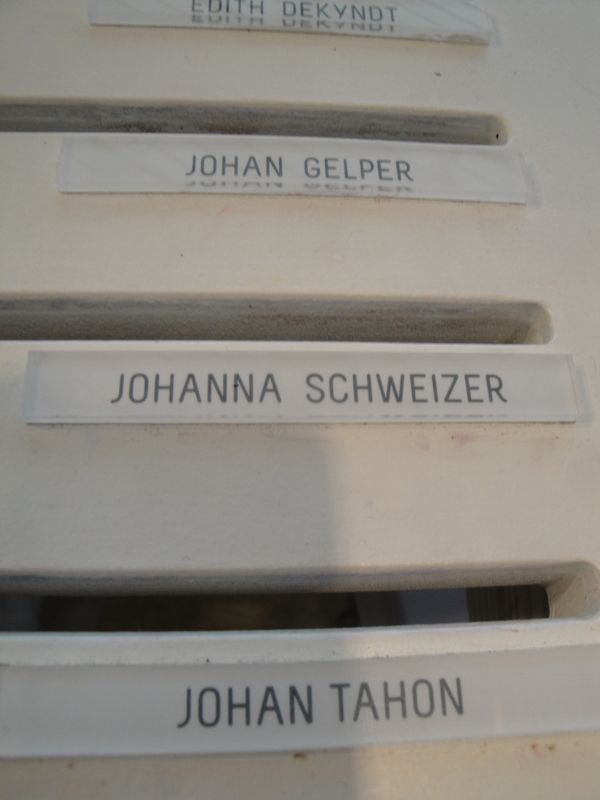 EDITH DEKYNDT
JOHAN GELPER
JOHANNA SCHWEIZER
JOHAN TAHON